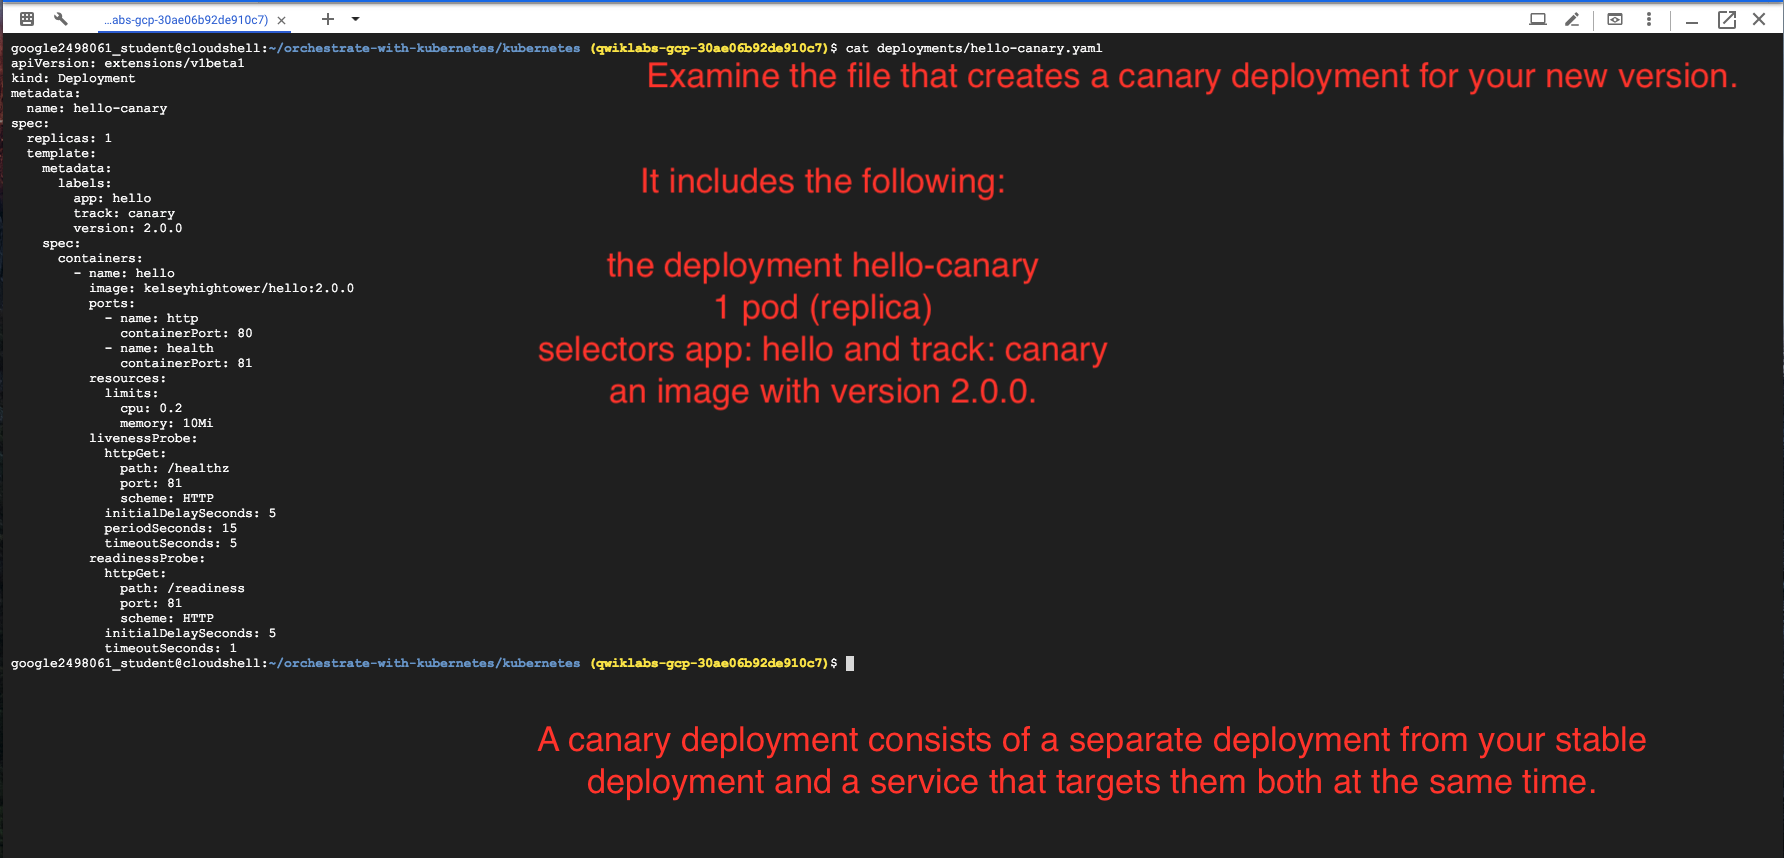 ...abs-gcp-30ae06b92de910c7)
google2498061_student@cloudshell:~/orchestrate-with-kubernetes/kubernetes (qwiklabs-gcp-30ae06b92de910c7)$ cat deployments/hello-canary.yaml
apiVersion: extensions/v1beta1
Examine the file that creates a canary deployment for your new version.
kind: Deployment
metadata:
  name: hello-canary
spec:
  replicas: 1
  template:
    metadata:
      labels:
        app: hello
        track: canary
        version: 2.0.0
    spec:
      containers:
        - name: hello
          image: kelseyhightower/hello:2.0.0
          ports:
            - name: http
              containerPort: 80
            - name: health
              containerPort: 81
          resources:
            limits:
              cpu: 0.2
              memory: 10Mi
          livenessProbe:
            httpGet:
              path: /healthz
              port: 81
              scheme: HTTP
            initialDelaySeconds: 5
            periodSeconds: 15
            timeoutSeconds: 5
          readinessProbe:
            httpGet:
              path: /readiness
              port: 81
              scheme: HTTP
            initialDelaySeconds: 5
            timeoutSeconds: 1
google2498061_student@cloudshell:~/orchestrate-with-kubernetes/kubernetes (qwiklabs-gcp-30ae06b92de910c7)$
It includes the following:
the deployment hello-canary
1 pod (replica)
selectors app: hello and track: canary
an image with version 2.0.0.
A canary deployment consists of a separate deployment from your stable
deployment and a service that targets them both at the same time.